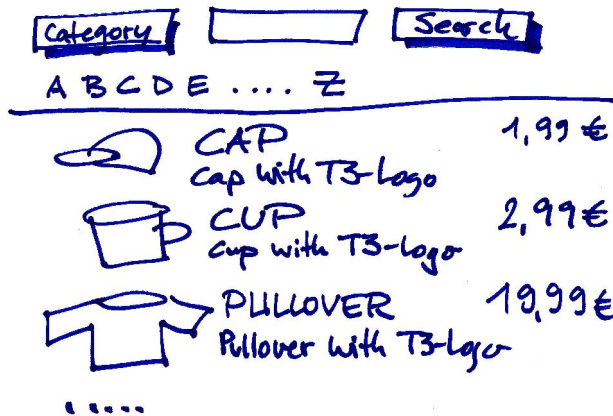 Category Search
A B C D E .... Z
CAP 1,99 €
Cap with T3-Logo
CUP 2,99 €
cup with T3-logo
PULLOVER 19,99 €
Pullover with T3-Logo
.....